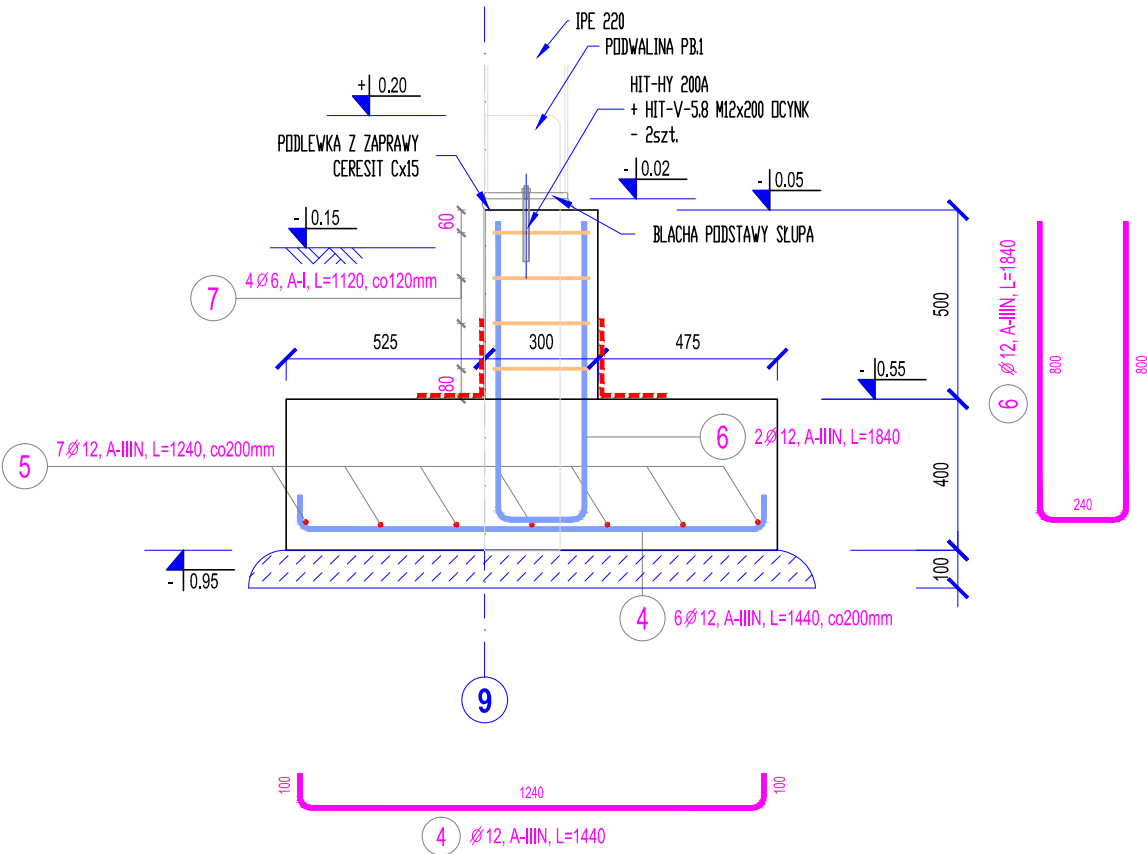 IPE 220
PODWALINA PB.1
+ 0.20
HIT-HY 200A
+ HIT-V-5.8 M12x200 OCYNK
- 2szt.
PODLEWKA Z ZAPRAWY
CERESIT Cx15
- 0.02
- 0.05
- 0.15
60
BLACHA PODSTAWY SŁUPA
7
4 Ø 6, A-I, L=1120, co120mm
525
300
475
500
80
- 0.55
6
2 Ø 12, A-IIIN, L=1840
5
7 Ø 12, A-IIIN, L=1240, co200mm
400
- 0.95
100
4
6 Ø 12, A-IIIN, L=1440, co200mm
9
6
Ø 12, A-IIIN, L=1840
800
800
240
100
1240
100
4
Ø 12, A-IIIN, L=1440